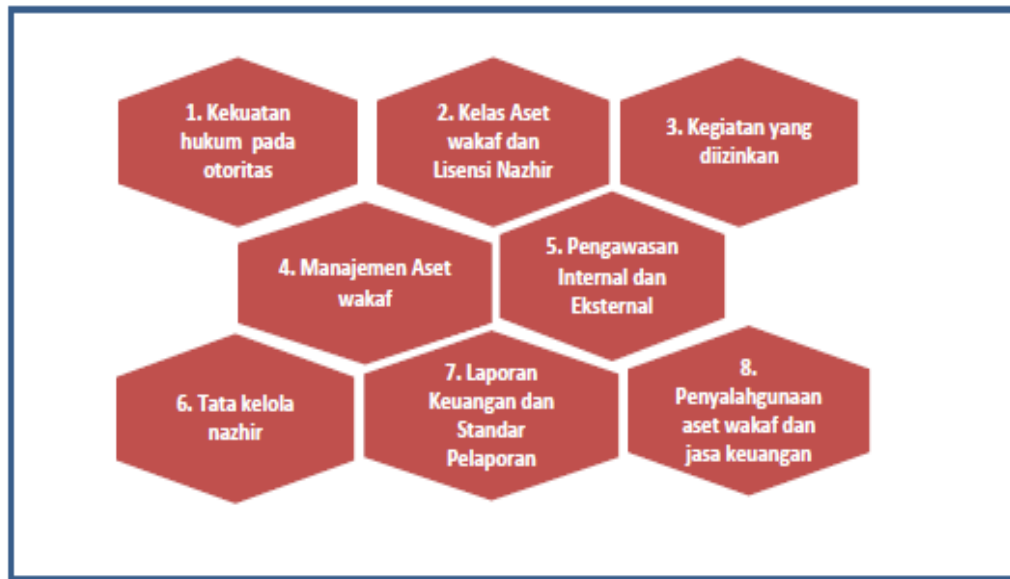 1. Kekuatan
hukum pada
otoritas
2. Kelas Aset
wakaf dan
Lisensi Nazhir
3. Kegiatan yang
diizinkan
4. Manajemen Aset
wakaf
5. Pengawasan
Internal dan
Eksternal
6. Tata kelola
nazhir
7. Laporan
Keuangan dan
Standar
Pelaporan
8.
Penyalahgunaan
aset wakaf dan
jasa keuangan